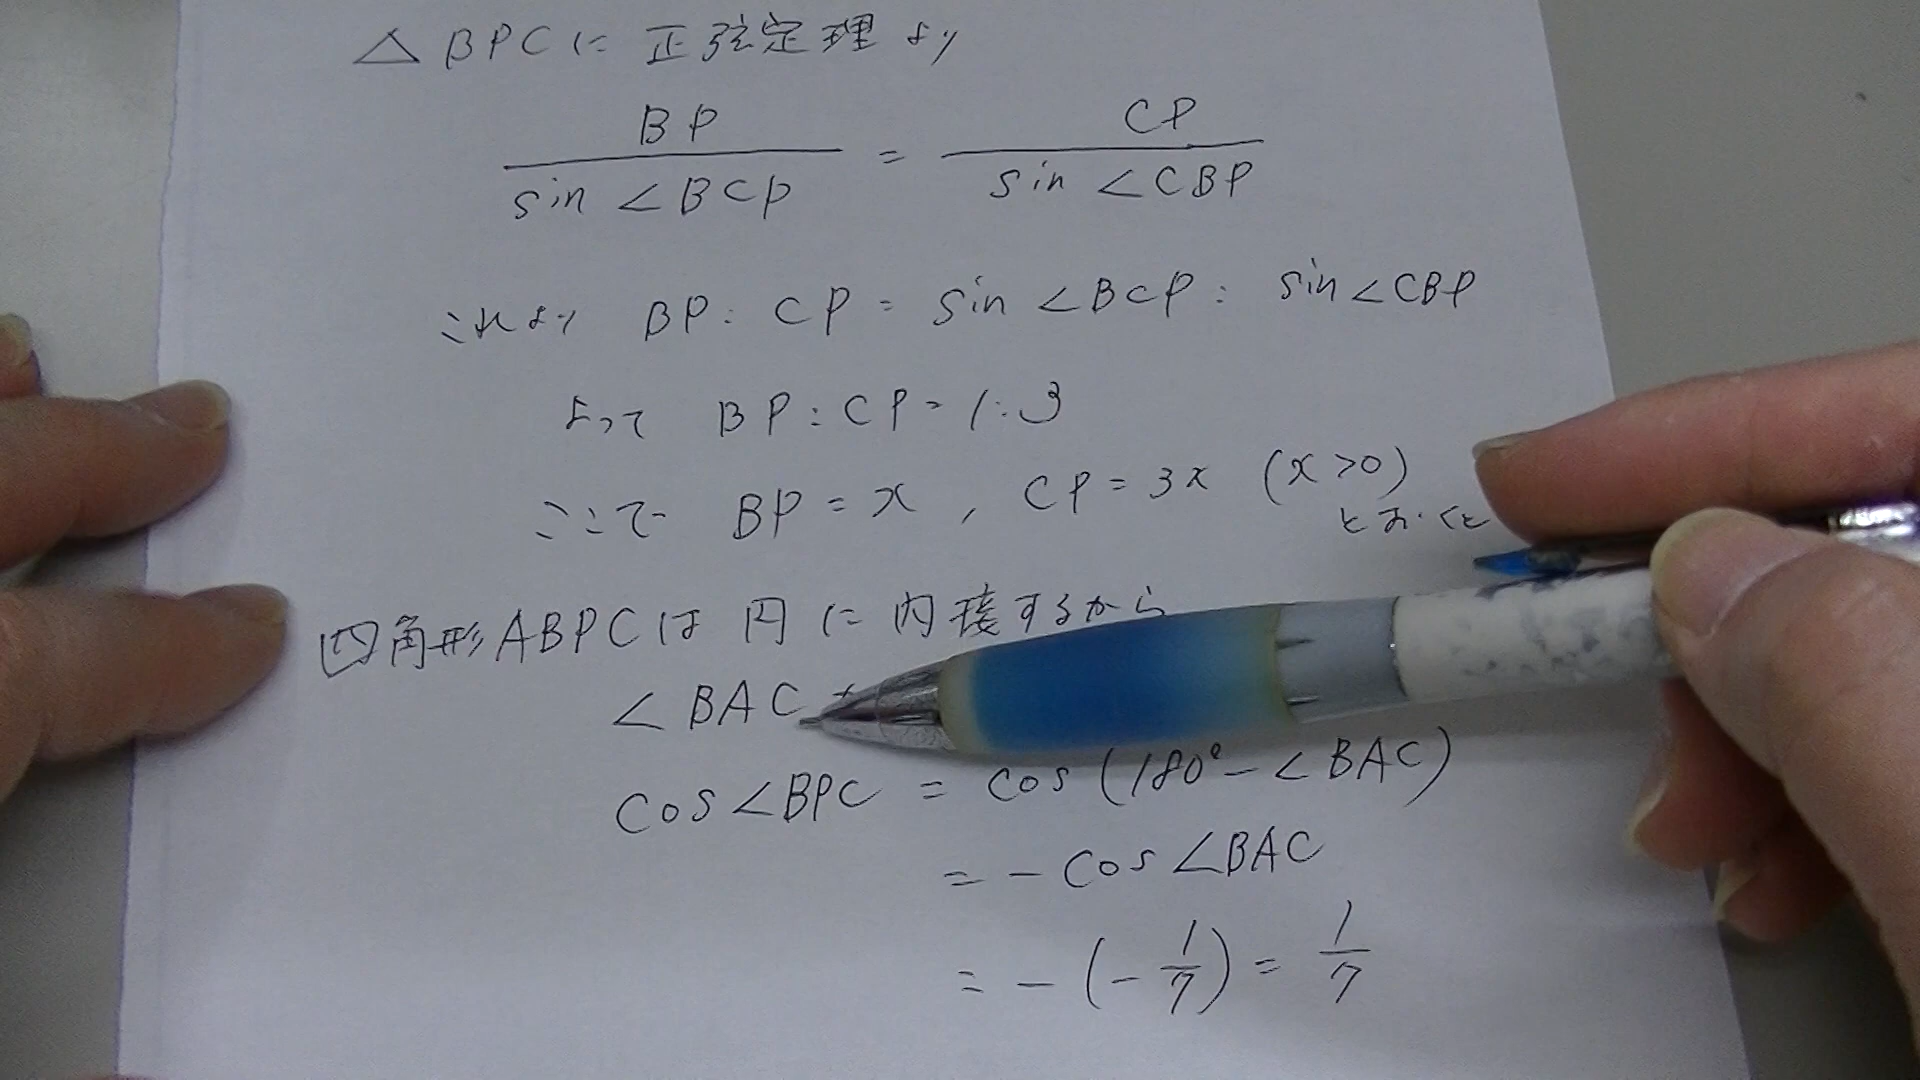 △BPCに正弦定理より
BP/sin∠BCP = CP/sin∠CBP
これより BP:CP = sin∠BCP : sin∠CBP
よって BP:CP = 1:3
ここで BP = x , CP = 3x (x>0)
とおくと
四角形ABPCは円に内接するから
∠BAC +
cos∠BPC = cos(180°-∠BAC)
= -cos∠BAC
= -(-1/7) = 1/7